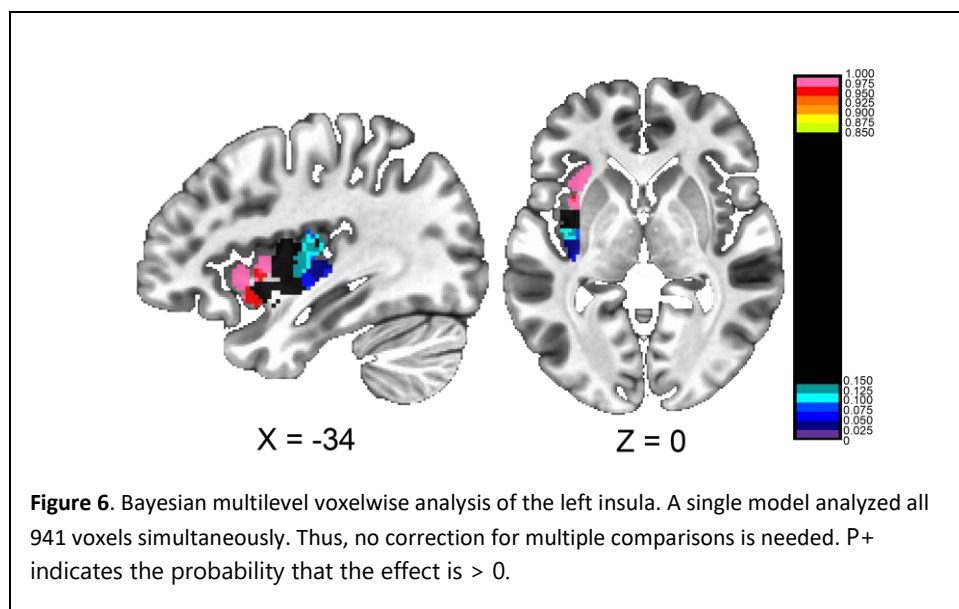 1.000
0.975
0.950
0.925
0.900
0.875
0.850
0.150
0.125
0.100
0.075
0.050
0.025
0
X = -34
Z = 0
Figure 6. Bayesian multilevel voxelwise analysis of the left insula. A single model analyzed all
941 voxels simultaneously. Thus, no correction for multiple comparisons is needed. P+
indicates the probability that the effect is > 0.